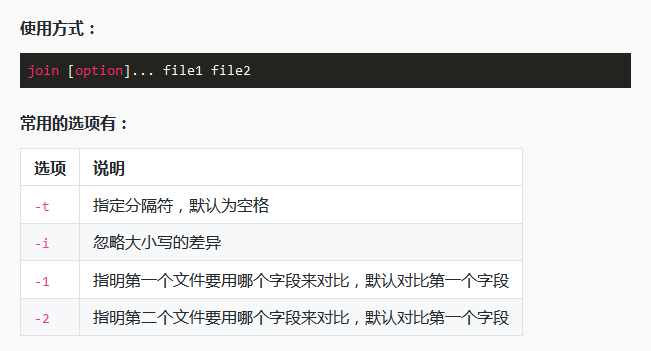 使用方式：
join [option]... file1 file2
常用的选项有：
选项 说明
-t 指定分隔符，默认为空格
-i 忽略大小写的差异
-1 指明第一个文件要用哪个字段来对比，默认对比第一个字段
-2 指明第二个文件要用哪个字段来对比，默认对比第一个字段